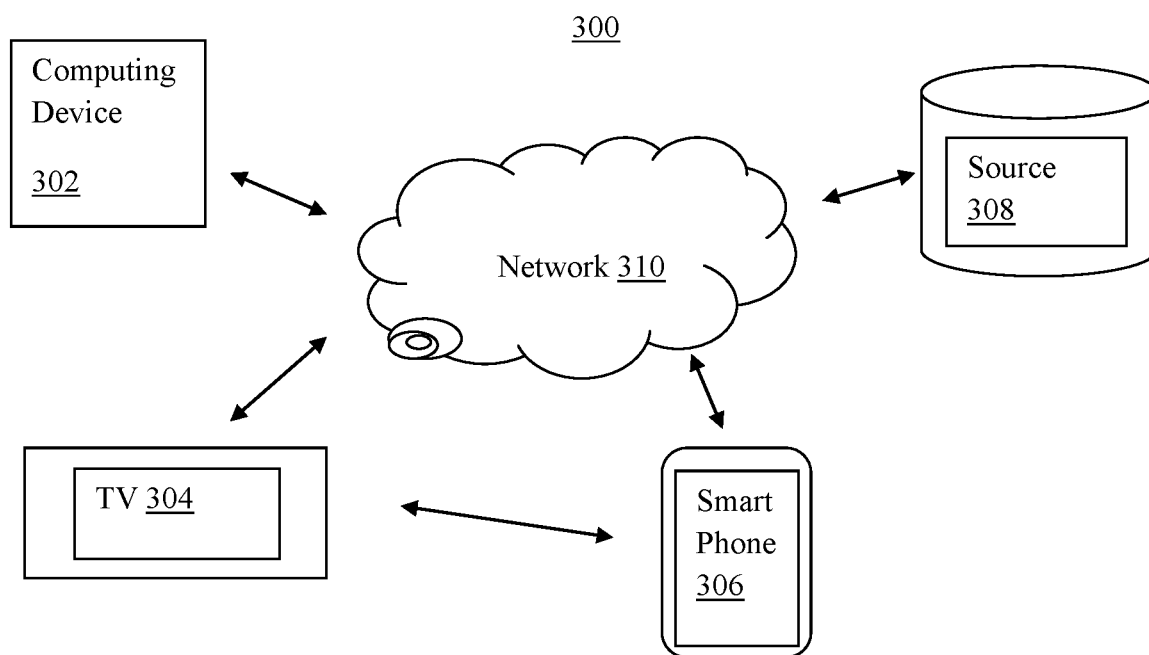 300
Computing
Device
302
Source
308
Network 310
TV 304
Smart
Phone
306